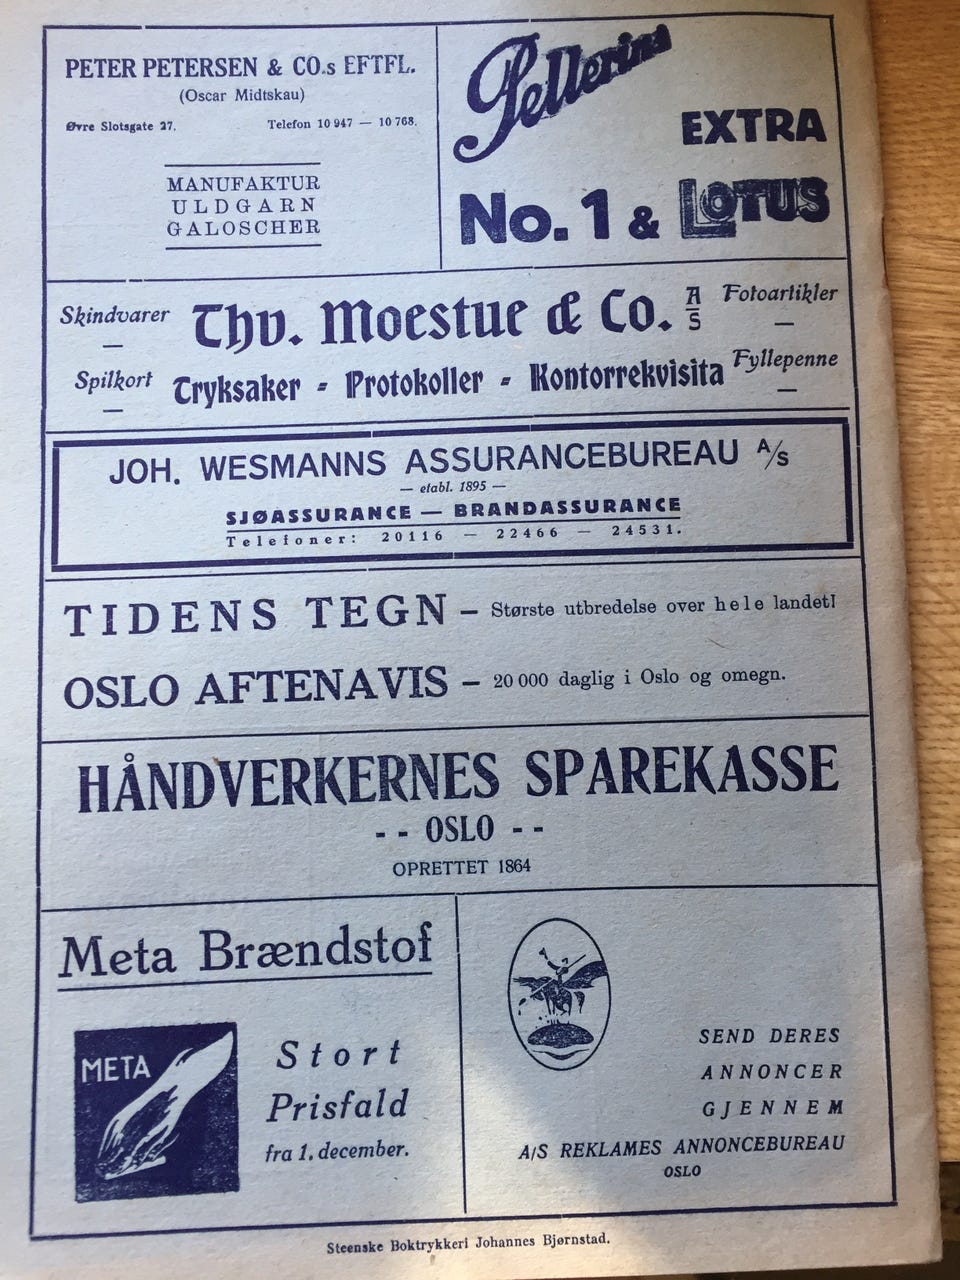 PETER PETERSEN & CO.s EFTFL.
(Oscar Midtskau)
Øvre Slotsgate 27. Telefon 10 947 — 10 768.
MANUFAKTUR
ULDGARN
GALOSCHER
Pellerins
EXTRA
No. 1 & LOTUS
Skindvarer
—
Spilkort
—
Thv. Moestue & Co. A/S
Tryksaker - Protokoller - Kontorrekvisita
Fotoartikler
—
Fyllepenne
—
JOH. WESMANNS ASSURANCEBUREAU A/S
— etabl. 1895 —
SJØASSURANCE — BRANDASSURANCE
Telefoner: 20116 — 22466 — 24531.
TIDENS TEGN – Største utbredelse over hele landet!
OSLO AFTENAVIS – 20 000 daglig i Oslo og omegn.
HÅNDVERKERNES SPAREKASSE
- - OSLO - -
OPRETTET 1864
Meta Brændstof
META
Stort
Prisfald
fra 1. december.
SEND DERES
ANNONCER
GJENNEM
A/S REKLAMES ANNONCEBUREAU
OSLO
Steenske Boktrykkeri Johannes Bjørnstad.